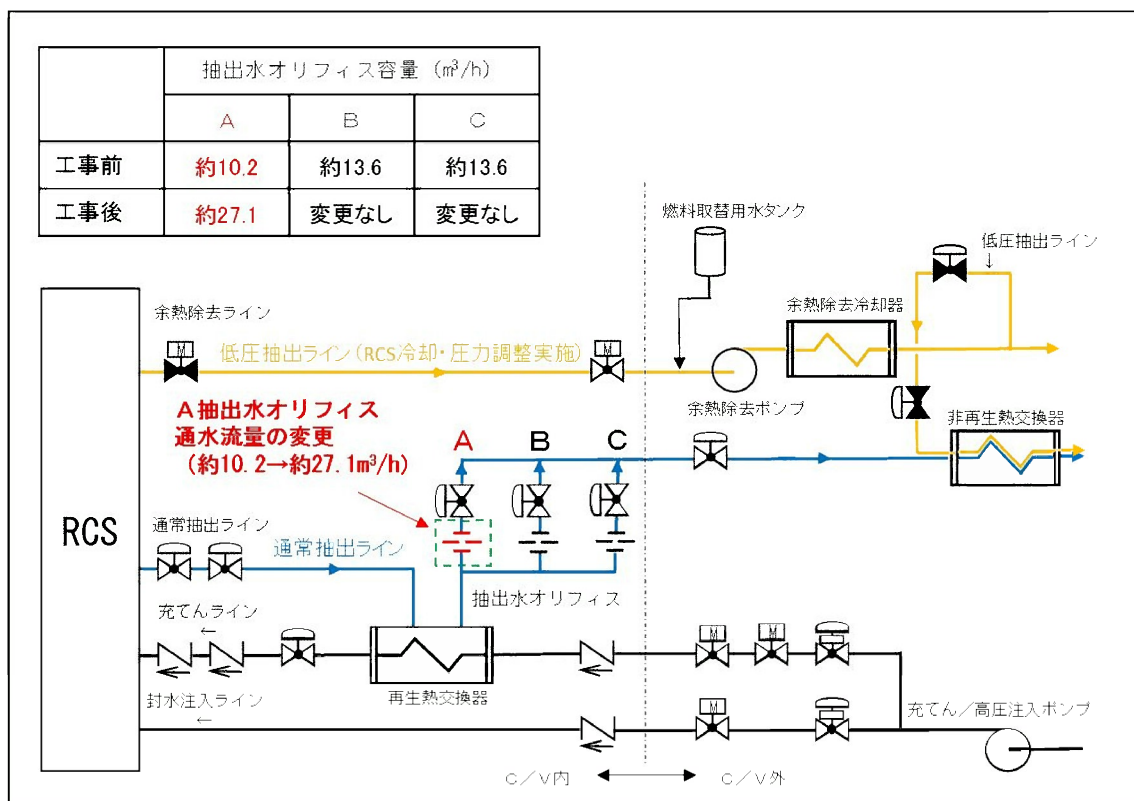 抽出水オリフィス容量 (m³/h)
A B C
工事前 約10.2 約13.6 約13.6
工事後 約27.1 変更なし 変更なし
燃料取替用水タンク
低圧抽出ライン
↓
余熱除去ライン
余熱除去冷却器
M
M
低圧抽出ライン(RCS冷却・圧力調整実施)
余熱除去ポンプ
非再生熱交換器
A抽出水オリフィス
通水流量の変更
(約10.2→約27.1m³/h)
A B C
RCS
通常抽出ライン
通常抽出ライン
抽出水オリフィス
充てんライン
←
M M
再生熱交換器
封水注入ライン
←
M
充てん/高圧注入ポンプ
C/V内 C/V外